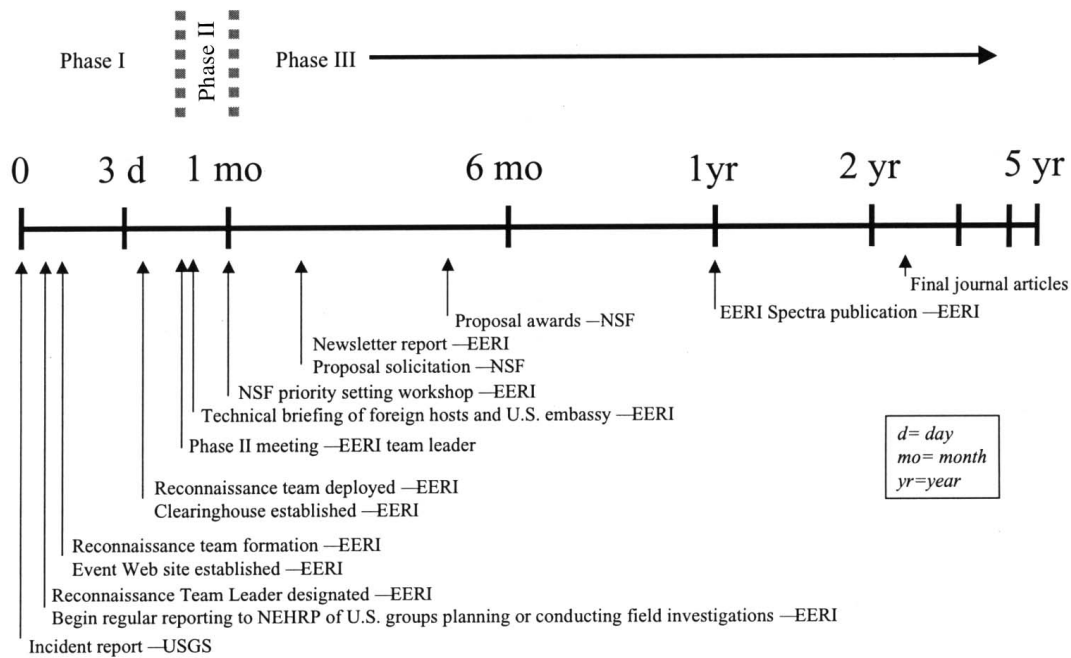 Phase I
Phase II
Phase III
0
3 d
1 mo
6 mo
1yr
2 yr
5 yr
Final journal articles
EERI Spectra publication —EERI
Proposal awards —NSF
Newsletter report —EERI
Proposal solicitation —NSF
NSF priority setting workshop —EERI
Technical briefing of foreign hosts and U.S. embassy —EERI
Phase II meeting —EERI team leader
d= day
mo= month
yr=year
Reconnaissance team deployed —EERI
Clearinghouse established —EERI
Reconnaissance team formation —EERI
Event Web site established —EERI
Reconnaissance Team Leader designated —EERI
Begin regular reporting to NEHRP of U.S. groups planning or conducting field investigations —EERI
Incident report —USGS